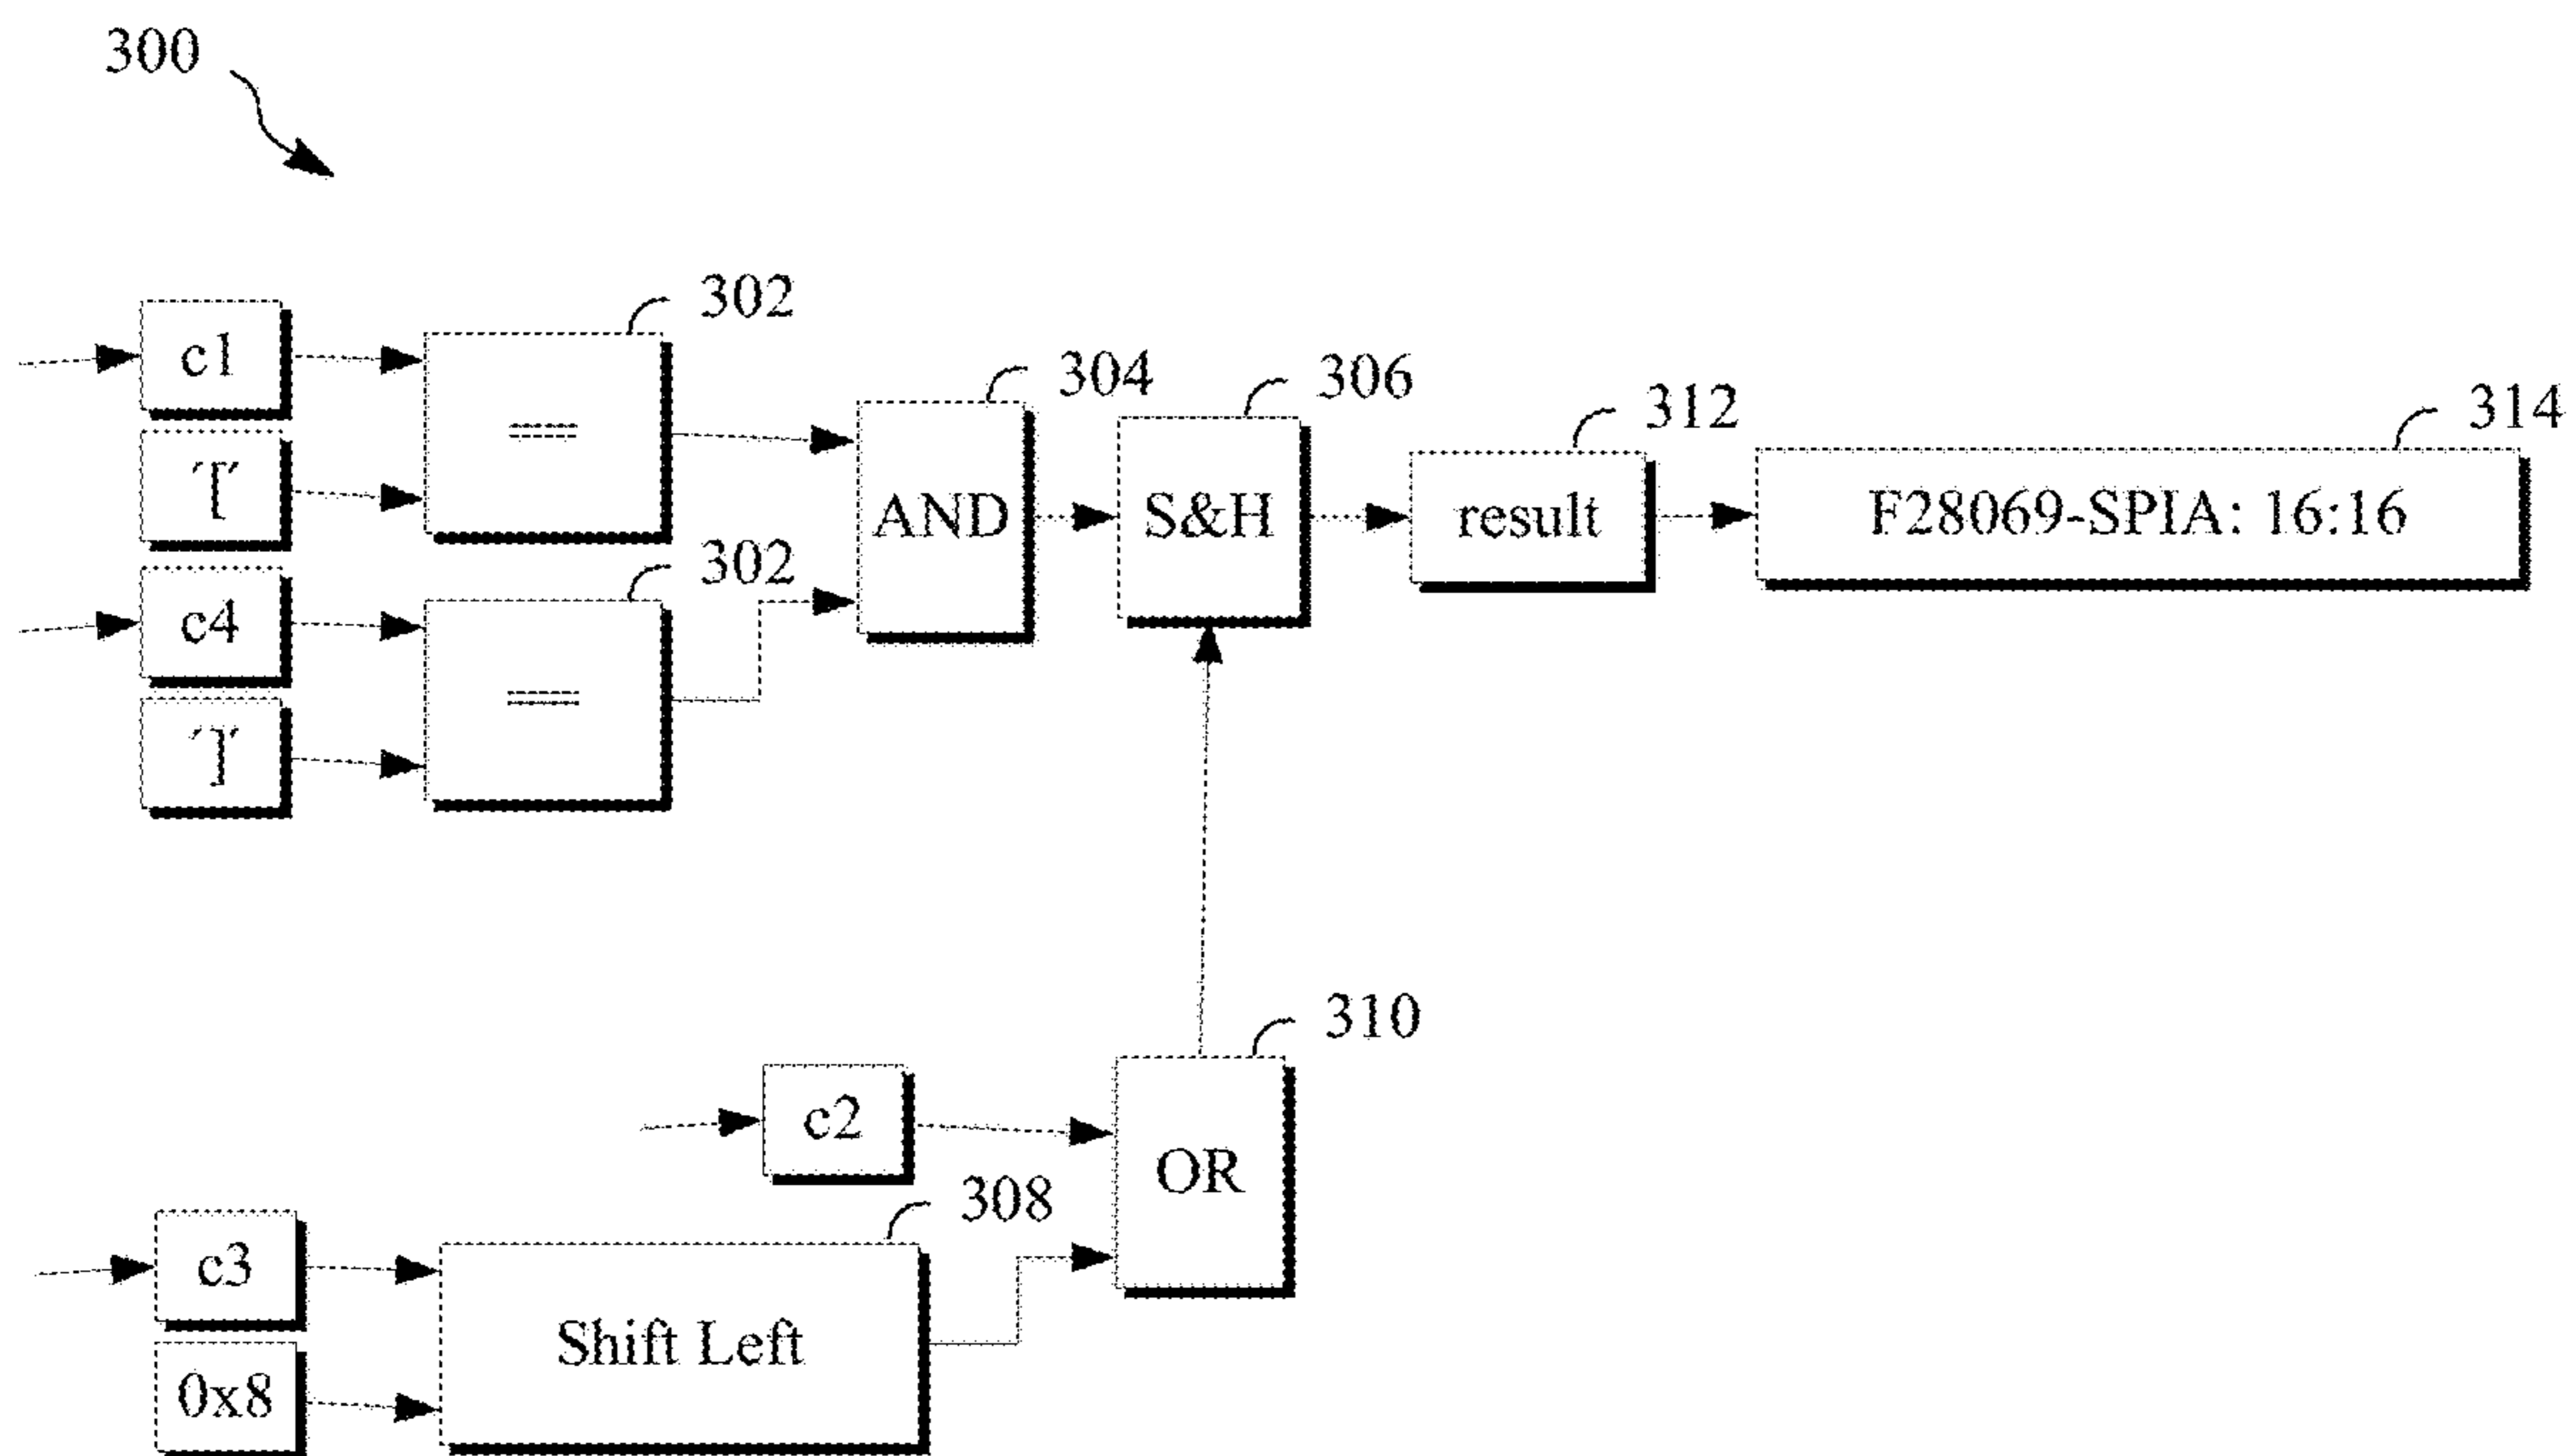 300
302
c1
'['
==
304
306
312
314
AND
S&H
result
F28069-SPIA: 16:16
302
c4
']'
==
310
c2
OR
308
c3
0x8
Shift Left